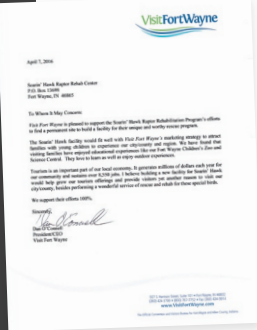 VisitFortWayne
April 7, 2016
Soarin' Hawk Raptor Rehab Center
P.O. Box
Fort Wayne, IN
To Whom It May Concern:
Visit Fort Wayne is pleased to support the Soarin' Hawk Raptor Rehabilitation Program's efforts
to find a permanent site to build a facility for their unique and worthy rescue program.
The Soarin' Hawk facility would fit well with Visit Fort Wayne's marketing strategy to attract
families with young children to experience our city/county and region. We have found that
visiting families have enjoyed educational experiences like our Fort Wayne Children's Zoo and
Science Central. They love to learn as well as enjoy outdoor experiences.
Tourism is an important part of our local economy. It generates millions of dollars each year for
our community and sustains over jobs. I believe building a new facility for Soarin' Hawk
would help grow our tourism offerings and provide visitors yet another reason to visit our
city/county, besides performing a wonderful service of rescue and rehab for these special birds.
We support their efforts 100%.
Sincerely,
Dan O'Connell
Dan O'Connell
President/CEO
Visit Fort Wayne
www.VisitFortWayne.com